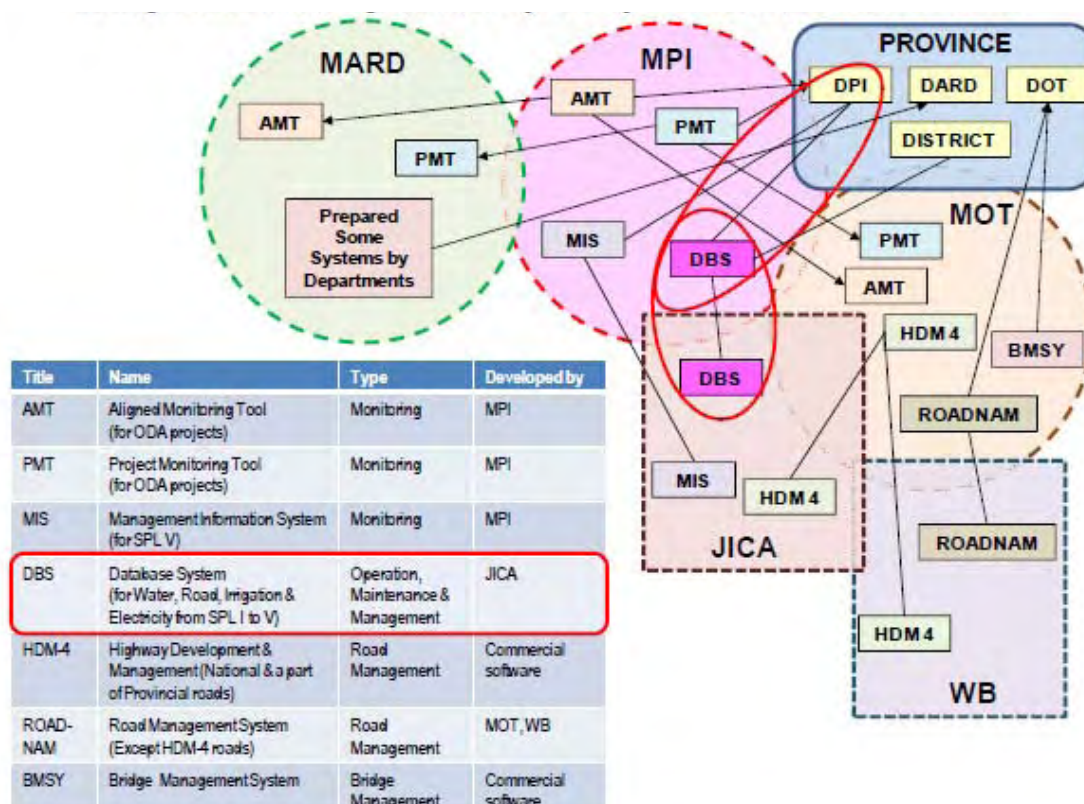 PROVINCE
MARD
MPI
DPI
DARD
DOT
AMT
AMT
PMT
PMT
DISTRICT
Prepared
Some
Systems by
Departments
MIS
DBS
MOT
PMT
AMT
HDM 4
BMSY
DBS
ROADNAM
MIS
HDM 4
JICA
ROADNAM
HDM 4
WB
Title Name Type Developed by
AMT Aligned Monitoring Tool Monitoring MPI
(for ODA projects)
PMT Project Monitoring Tool Monitoring MPI
(for ODA projects)
MIS Management Information System Monitoring MPI
(for SPL V)
DBS Database System Operation, JICA
(for Water, Road, Irrigation & Maintenance &
Electricity from SPL I to V) Management
HDM-4 Highway Development & Road Commercial
Management (National & a part Management software
of Provincial roads)
ROAD- Road Management System Road MOT, WB
NAM (Except HDM-4 roads) Management
BMSY Bridge Management System Bridge Commercial
Management software